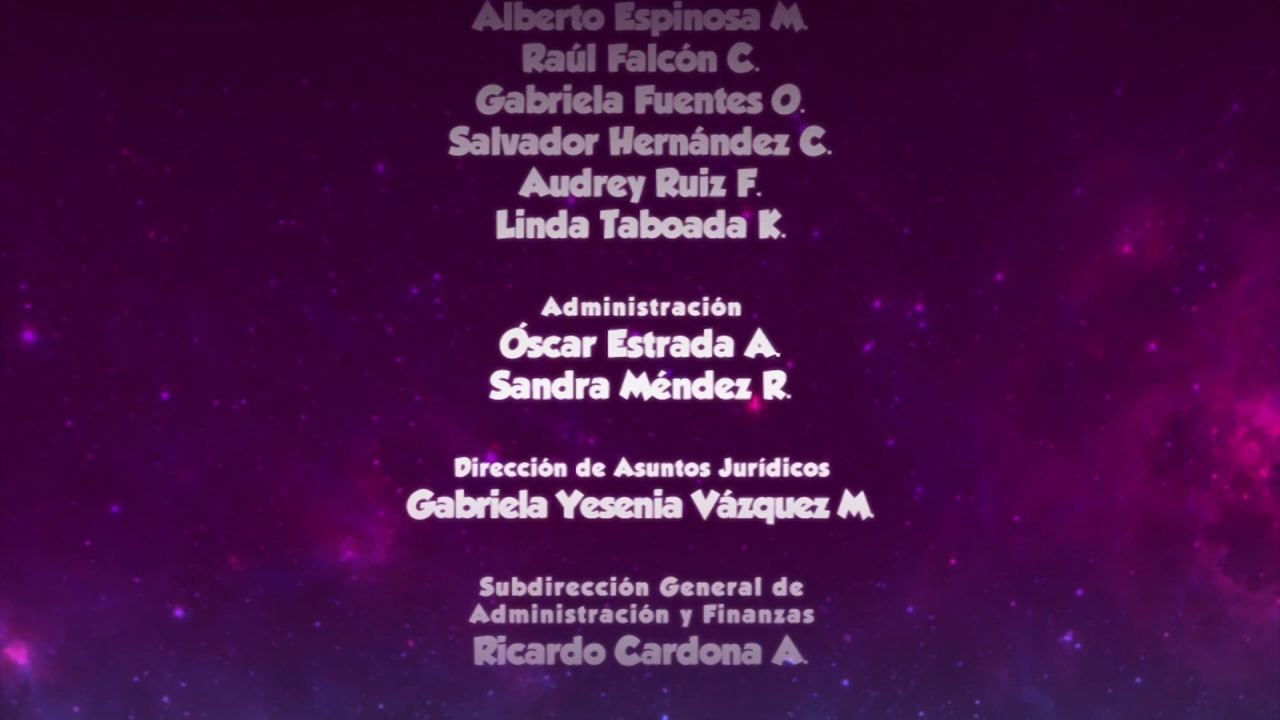 Alberto Espinosa M.
Raúl Falcón C.
Gabriela Fuentes O.
Salvador Hernández C.
Audrey Ruiz F.
Linda Taboada K.
Administración
Óscar Estrada A.
Sandra Méndez R.
Dirección de Asuntos Jurídicos
Gabriela Yesenia Vázquez M.
Subdirección General de
Administración y Finanzas
Ricardo Cardona A.